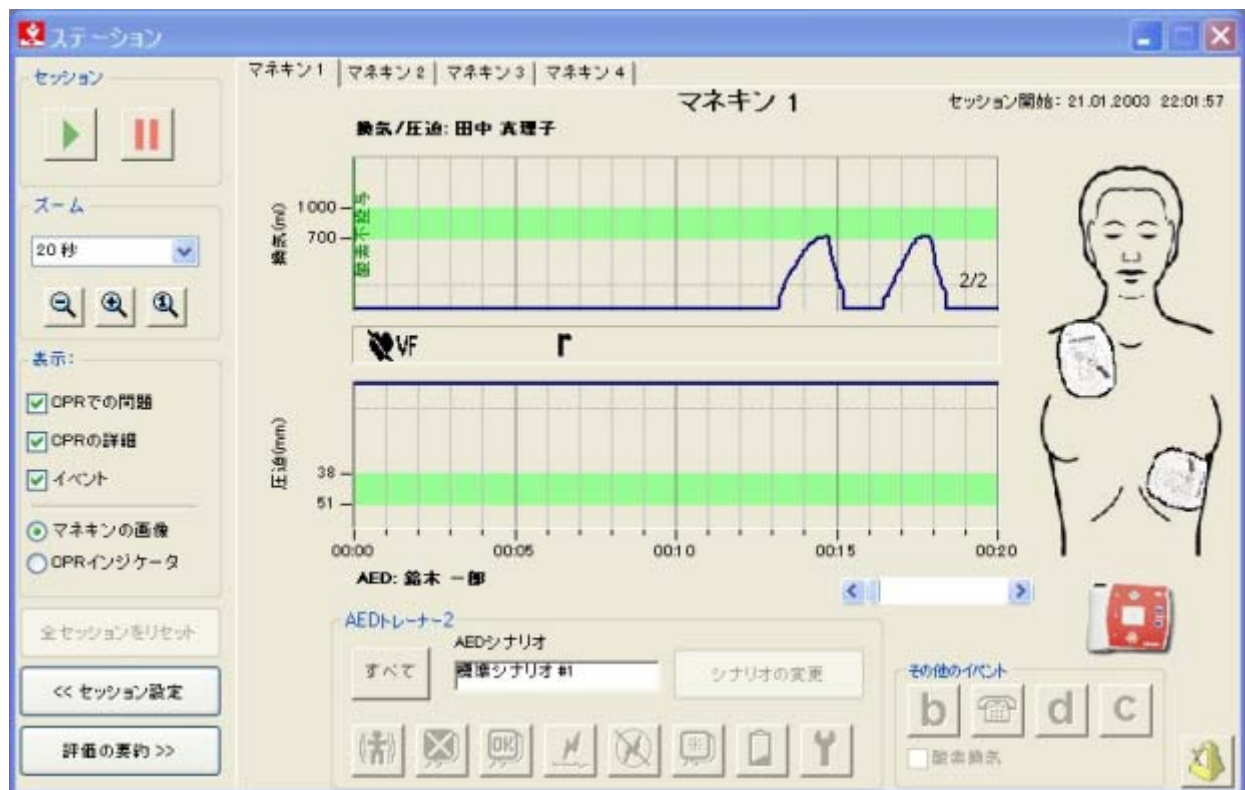 ステーション
セッション
マネキン1 マネキン2 マネキン3 マネキン4
マネキン 1
セッション開始: 21.01.2003 22:01:57
換気/圧迫: 田中 真理子
ズーム
20 秒
換気(ml)
1000
700
酸素不投与
2/2
VF
r
表示:
CPRでの問題
CPRの詳細
イベント
マネキンの画像
CPRインジケータ
圧迫(mm)
38
51
00:00 00:05 00:10 00:15 00:20
AED: 鈴木 一郎
全セッションをリセット
<< セッション設定
評価の要約 >>
AEDトレーナー2
AEDシナリオ
すべて
標準シナリオ #1
シナリオの変更
OK
その他のイベント
b d c
酸素換気